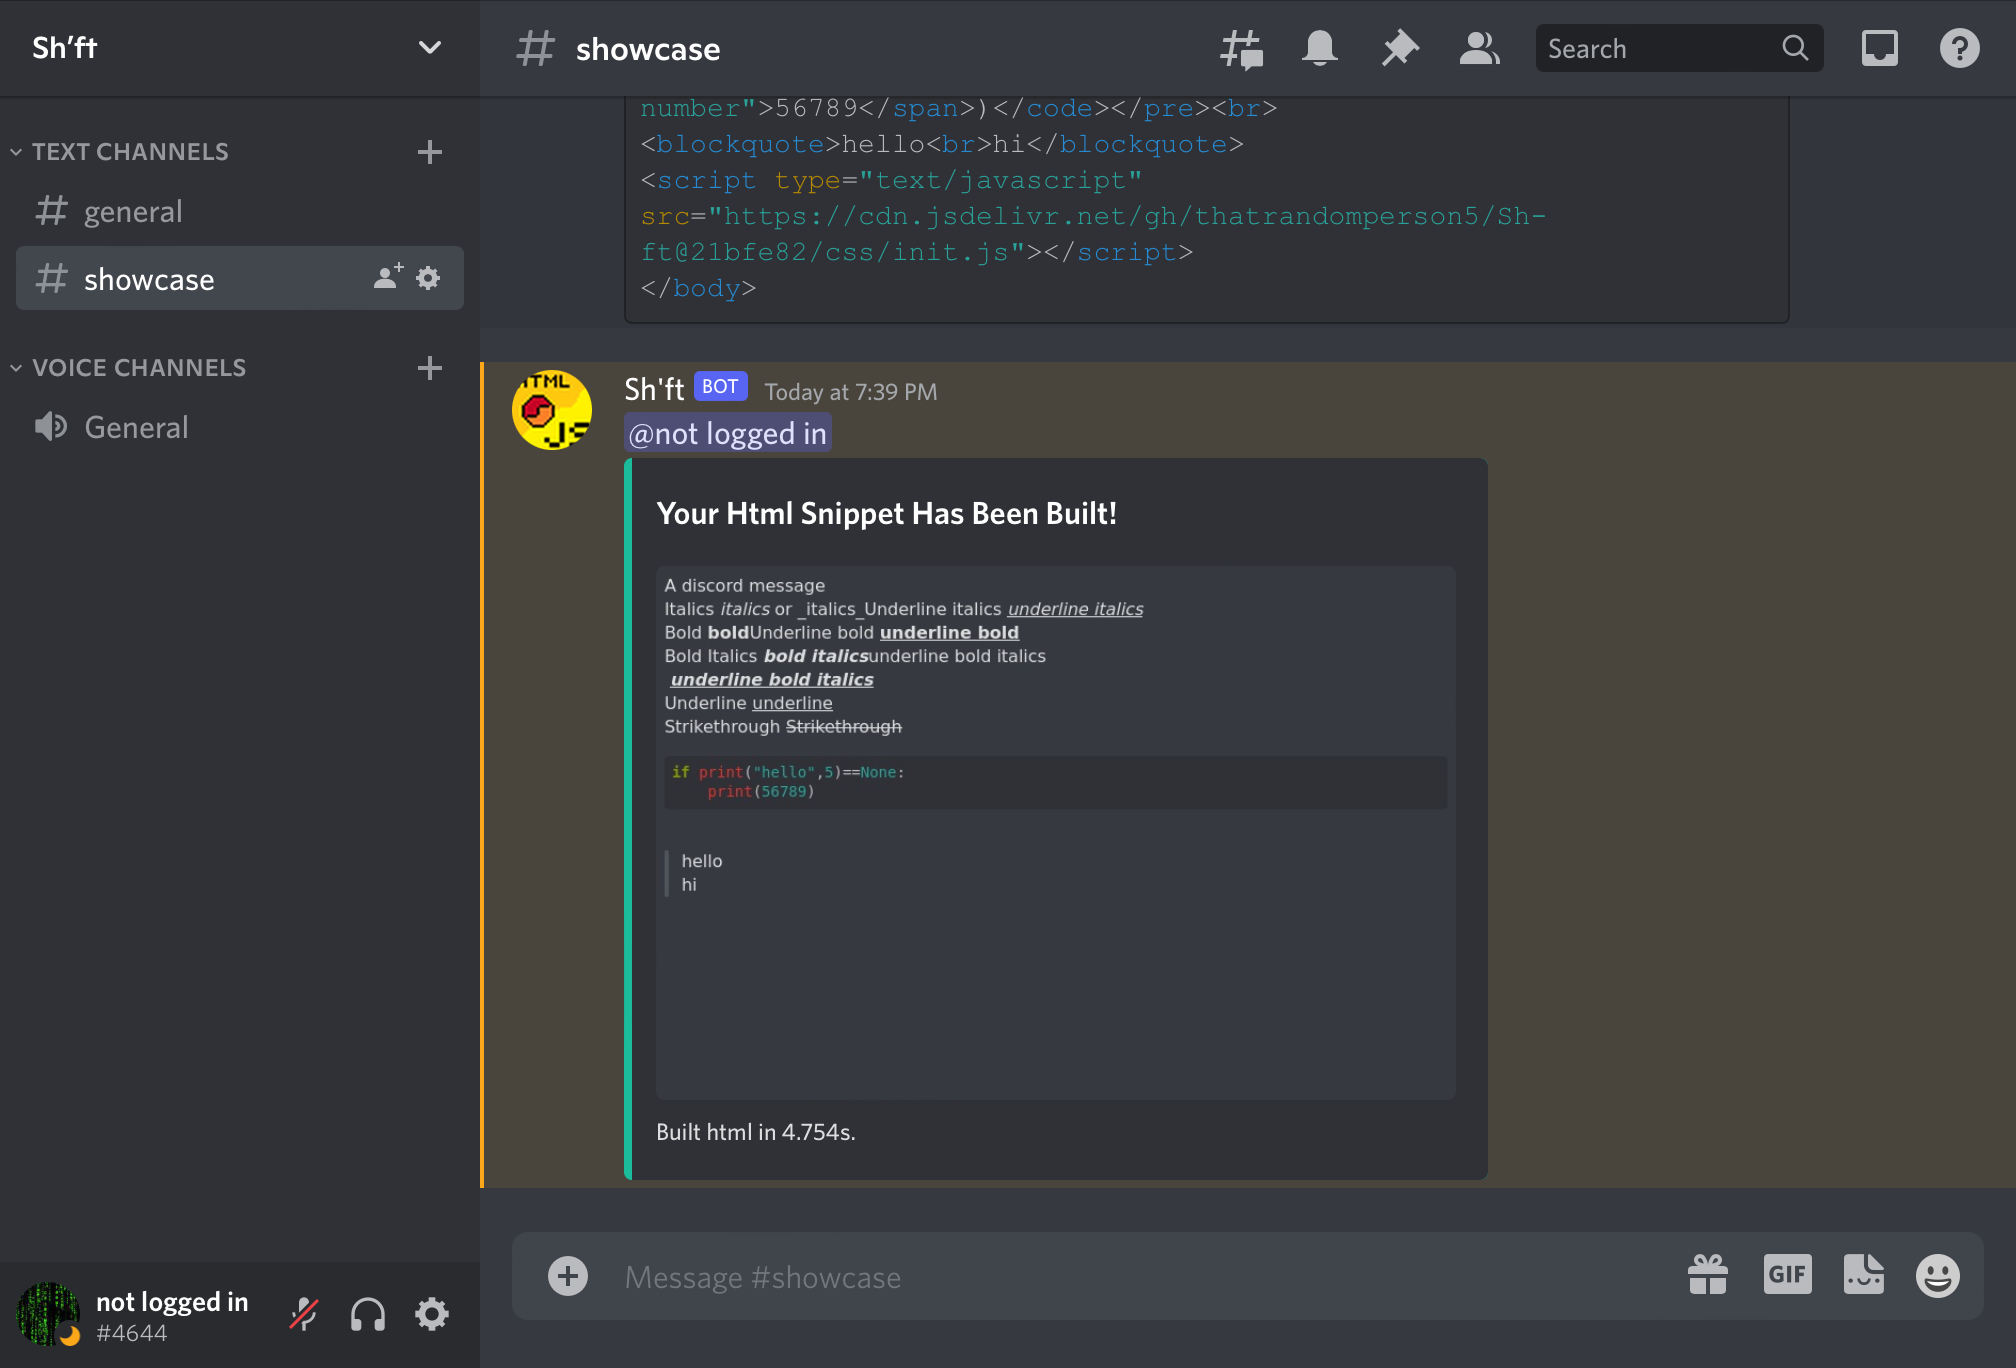 Sh’ft
TEXT CHANNELS
general
showcase
VOICE CHANNELS
General
not logged in
#4644
showcase
Search
number">56789</span>)</code></pre><br>
<blockquote>hello<br>hi</blockquote>
<script type="text/javascript"
src="https://cdn.jsdelivr.net/gh/thatrandomperson5/Sh-
ft@21bfe82/css/init.js"></script>
</body>
HTML
JS
Sh'ft BOT Today at 7:39 PM
@not logged in
Your Html Snippet Has Been Built!
A discord message
Italics italics or _italics_Underline italics underline italics
Bold boldUnderline bold underline bold
Bold Italics bold italicsunderline bold italics
underline bold italics
Underline underline
Strikethrough Strikethrough
if print("hello",5)==None:
    print(56789)
hello
hi
Built html in 4.754s.
Message #showcase
GIF